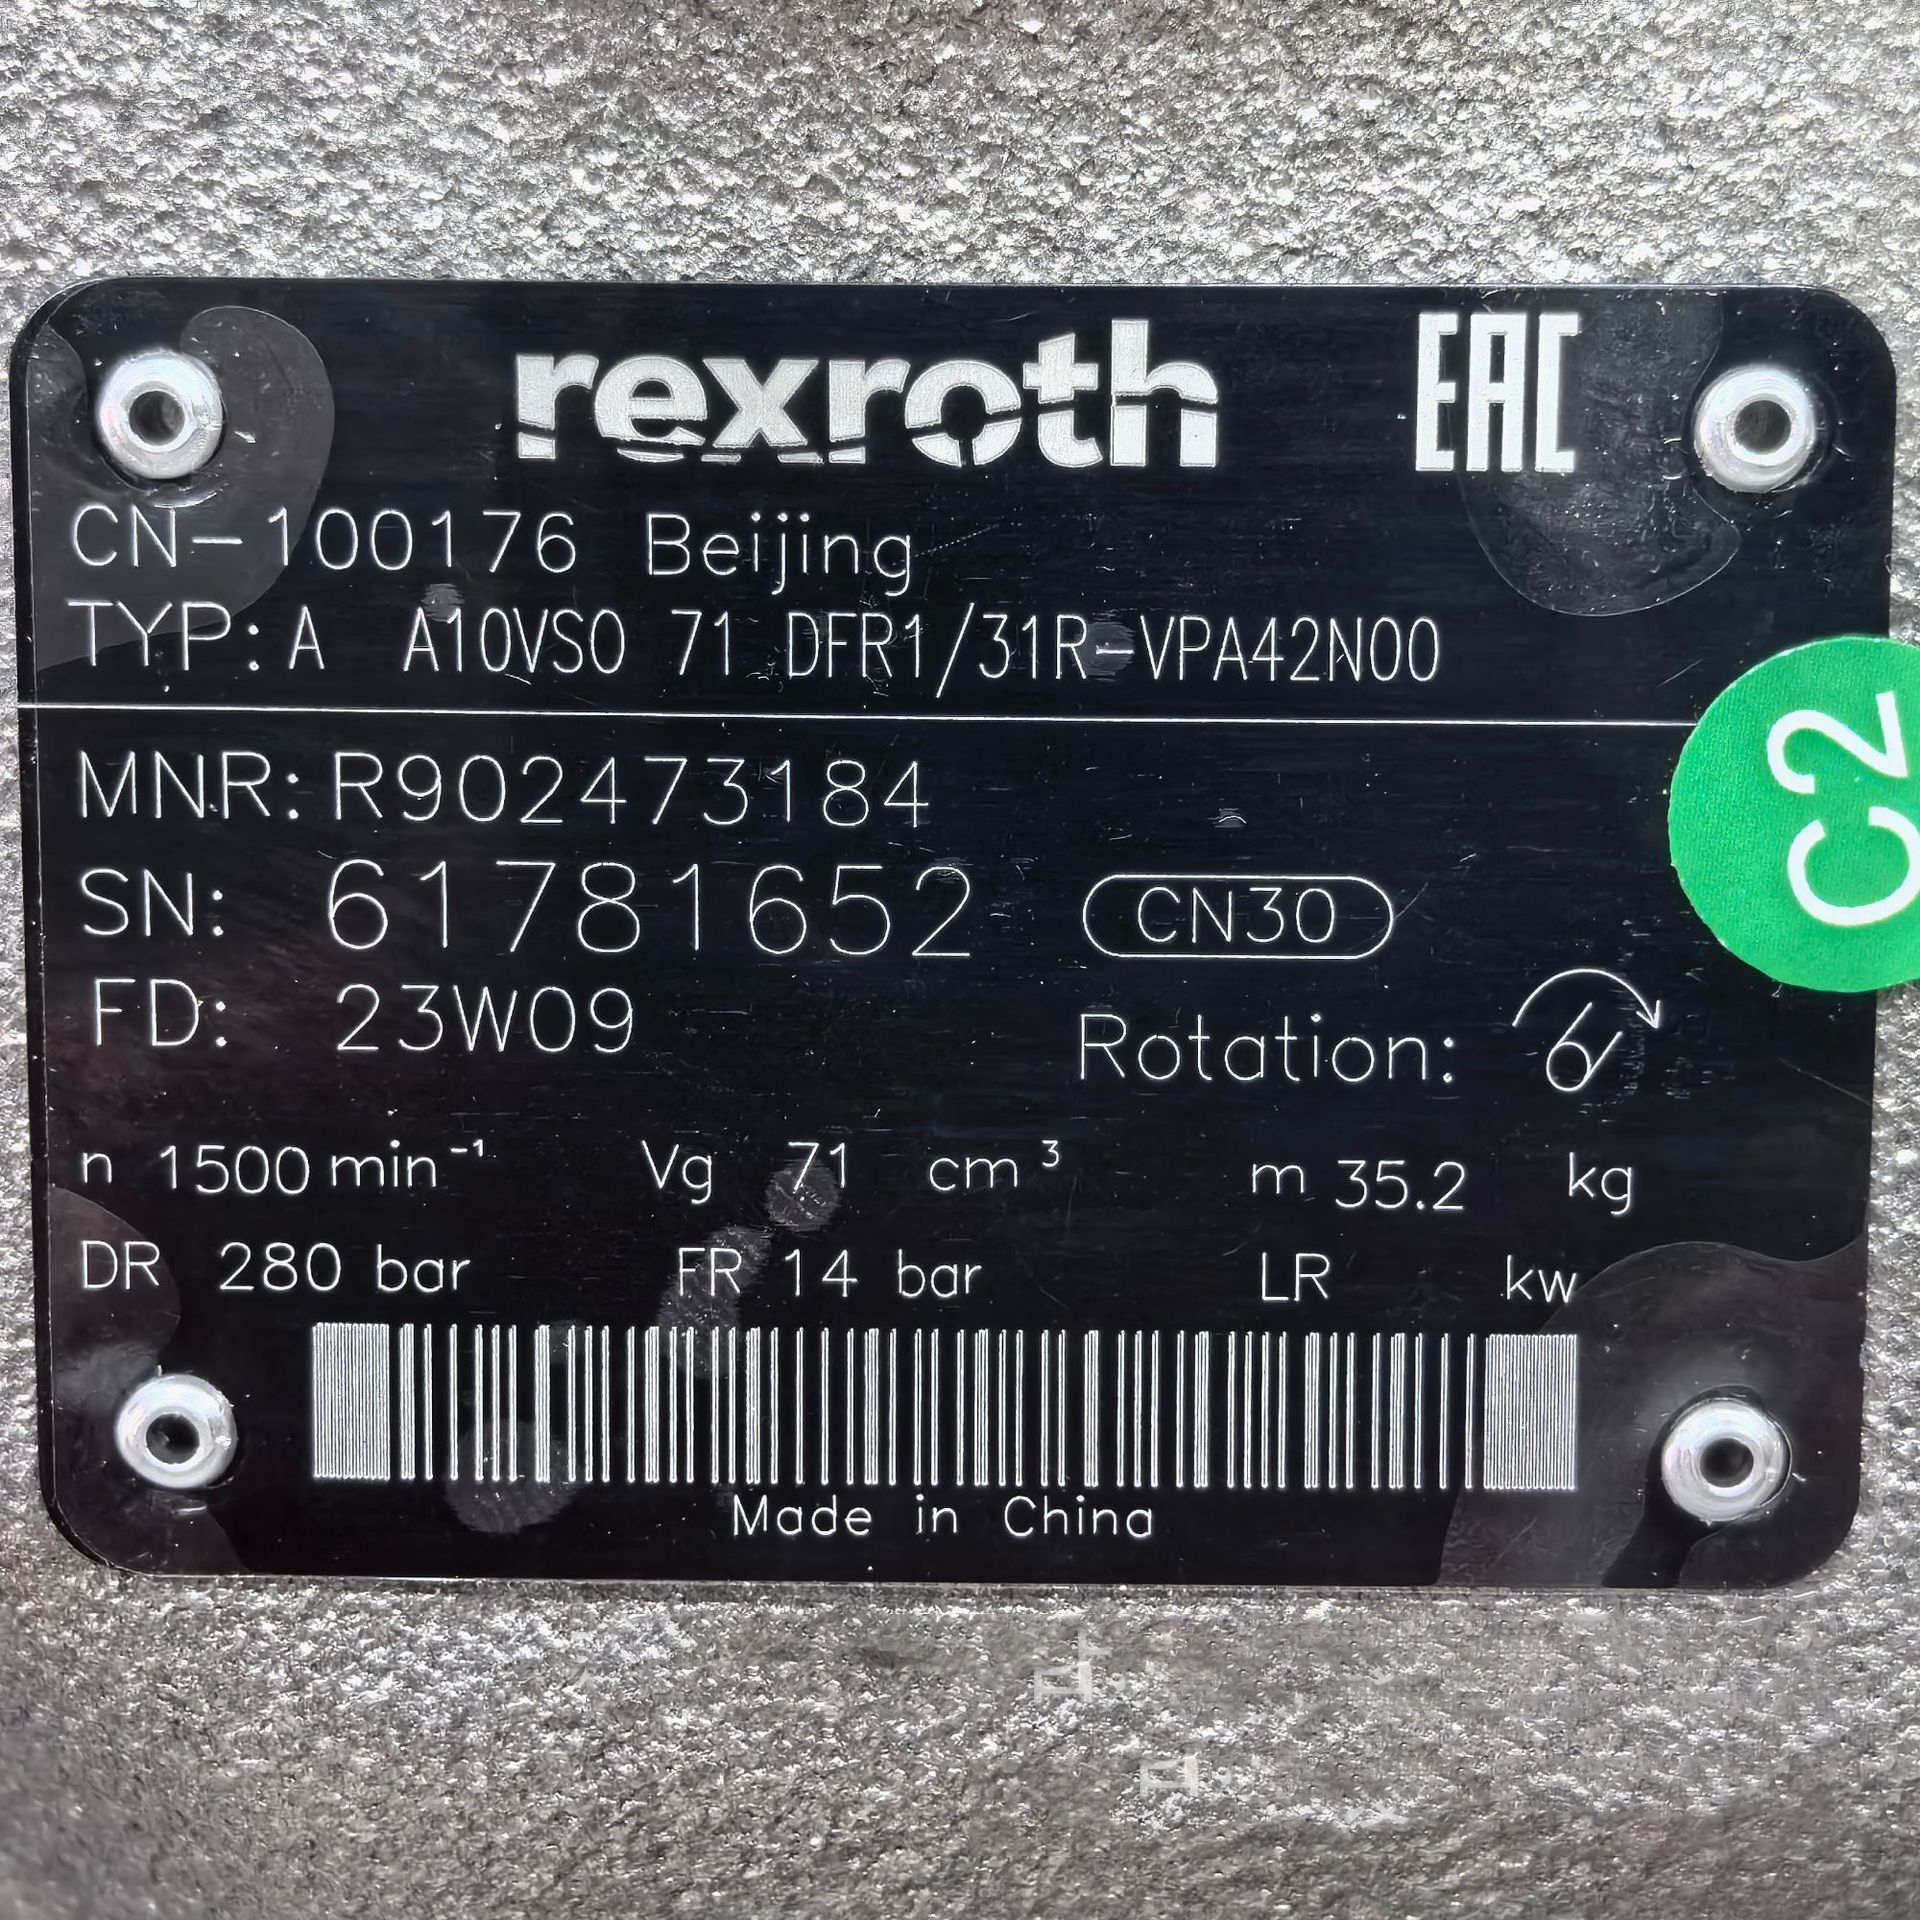 rexroth EAC
CN-100176 Beijing
TYP: A A10VSO 71 DFR1/31R-VPA42N00
C2
MNR: R902473184
SN: 61781652 CN30
FD: 23W09
Rotation:
n 1500 min⁻¹ Vg 71 cm³ m 35.2 kg
DR 280 bar FR 14 bar LR kw
Made in China